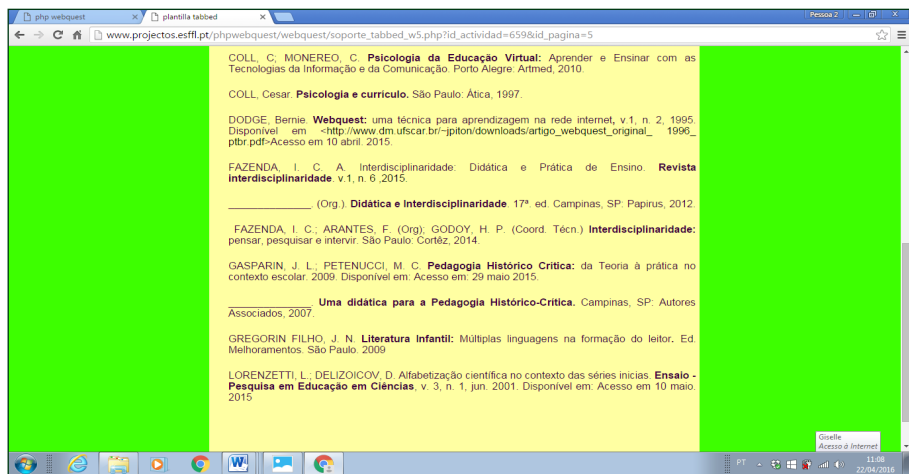 php webquest
plantilla tabbed
Pessoa 2
www.projectos.esffl.pt/phpwebquest/webquest/soporte_tabbed_w5.php?id_actividad=659&id_pagina=5
COLL, C; MONEREO, C. Psicologia da Educação Virtual: Aprender e Ensinar com as
Tecnologias da Informação e da Comunicação. Porto Alegre: Artmed, 2010.
COLL, Cesar. Psicologia e currículo. São Paulo: Ática, 1997.
DODGE, Bernie. Webquest: uma técnica para aprendizagem na rede internet, v.1, n. 2, 1995.
Disponível em <http://www.dm.ufscar.br/~jpiton/downloads/artigo_webquest_original_ 1996_
ptbr.pdf>Acesso em 10 abril. 2015.
FAZENDA, I. C. A. Interdisciplinaridade: Didática e Prática de Ensino. Revista
interdisciplinaridade. v.1, n. 6 ,2015.
______________. (Org.). Didática e Interdisciplinaridade. 17ª. ed. Campinas, SP: Papirus, 2012.
FAZENDA, I. C.; ARANTES, F. (Org); GODOY, H. P. (Coord. Técn.) Interdisciplinaridade:
pensar, pesquisar e intervir. São Paulo: Cortêz, 2014.
GASPARIN, J. L.; PETENUCCI, M. C. Pedagogia Histórico Crítica: da Teoria à prática no
contexto escolar. 2009. Disponível em: Acesso em: 29 maio 2015.
______________. Uma didática para a Pedagogia Histórico-Crítica. Campinas, SP: Autores
Associados, 2007.
GREGORIN FILHO, J. N. Literatura Infantil: Múltiplas linguagens na formação do leitor. Ed.
Melhoramentos. São Paulo. 2009
LORENZETTI, L.; DELIZOICOV, D. Alfabetização científica no contexto das séries inicias. Ensaio -
Pesquisa em Educação em Ciências, v. 3, n. 1, jun. 2001. Disponível em: Acesso em 10 maio.
2015
Giselle
Acesso à Internet
PT
11:08
22/04/2016